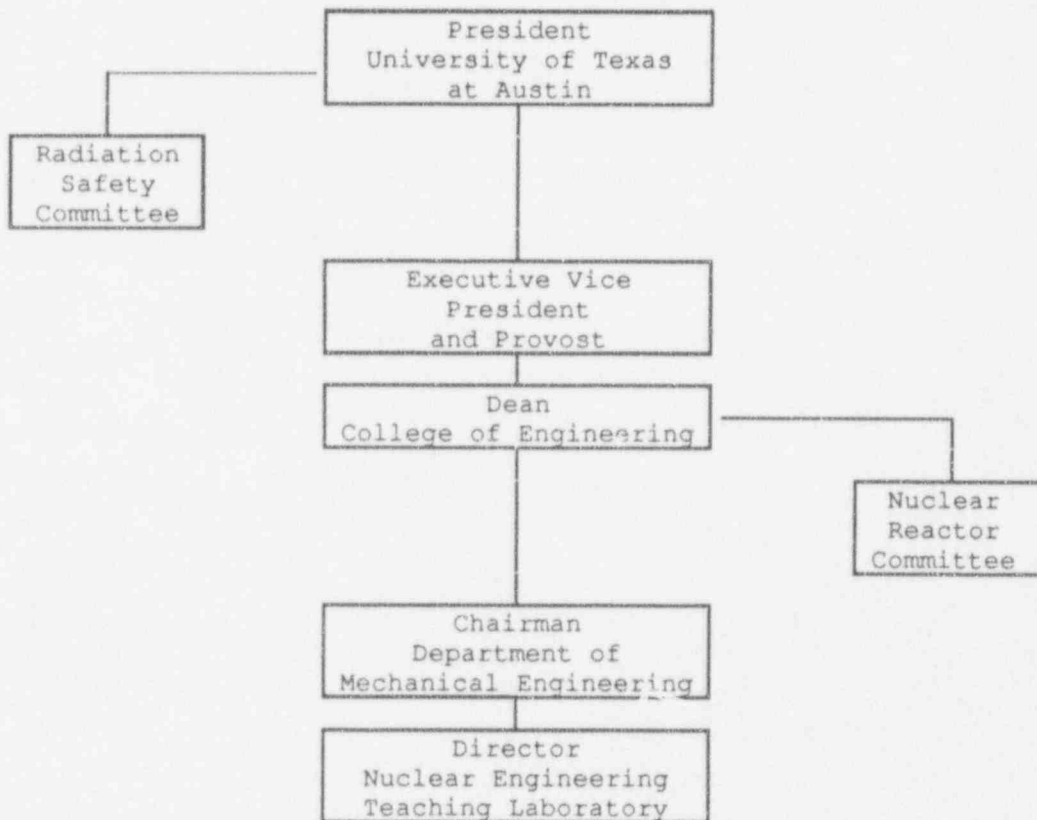 President
University of Texas
at Austin
Radiation
Safety
Committee
Executive Vice
President
and Provost
Dean
College of Engineering
Nuclear
Reactor
Committee
Chairman
Department of
Mechanical Engineering
Director
Nuclear Engineering
Teaching Laboratory